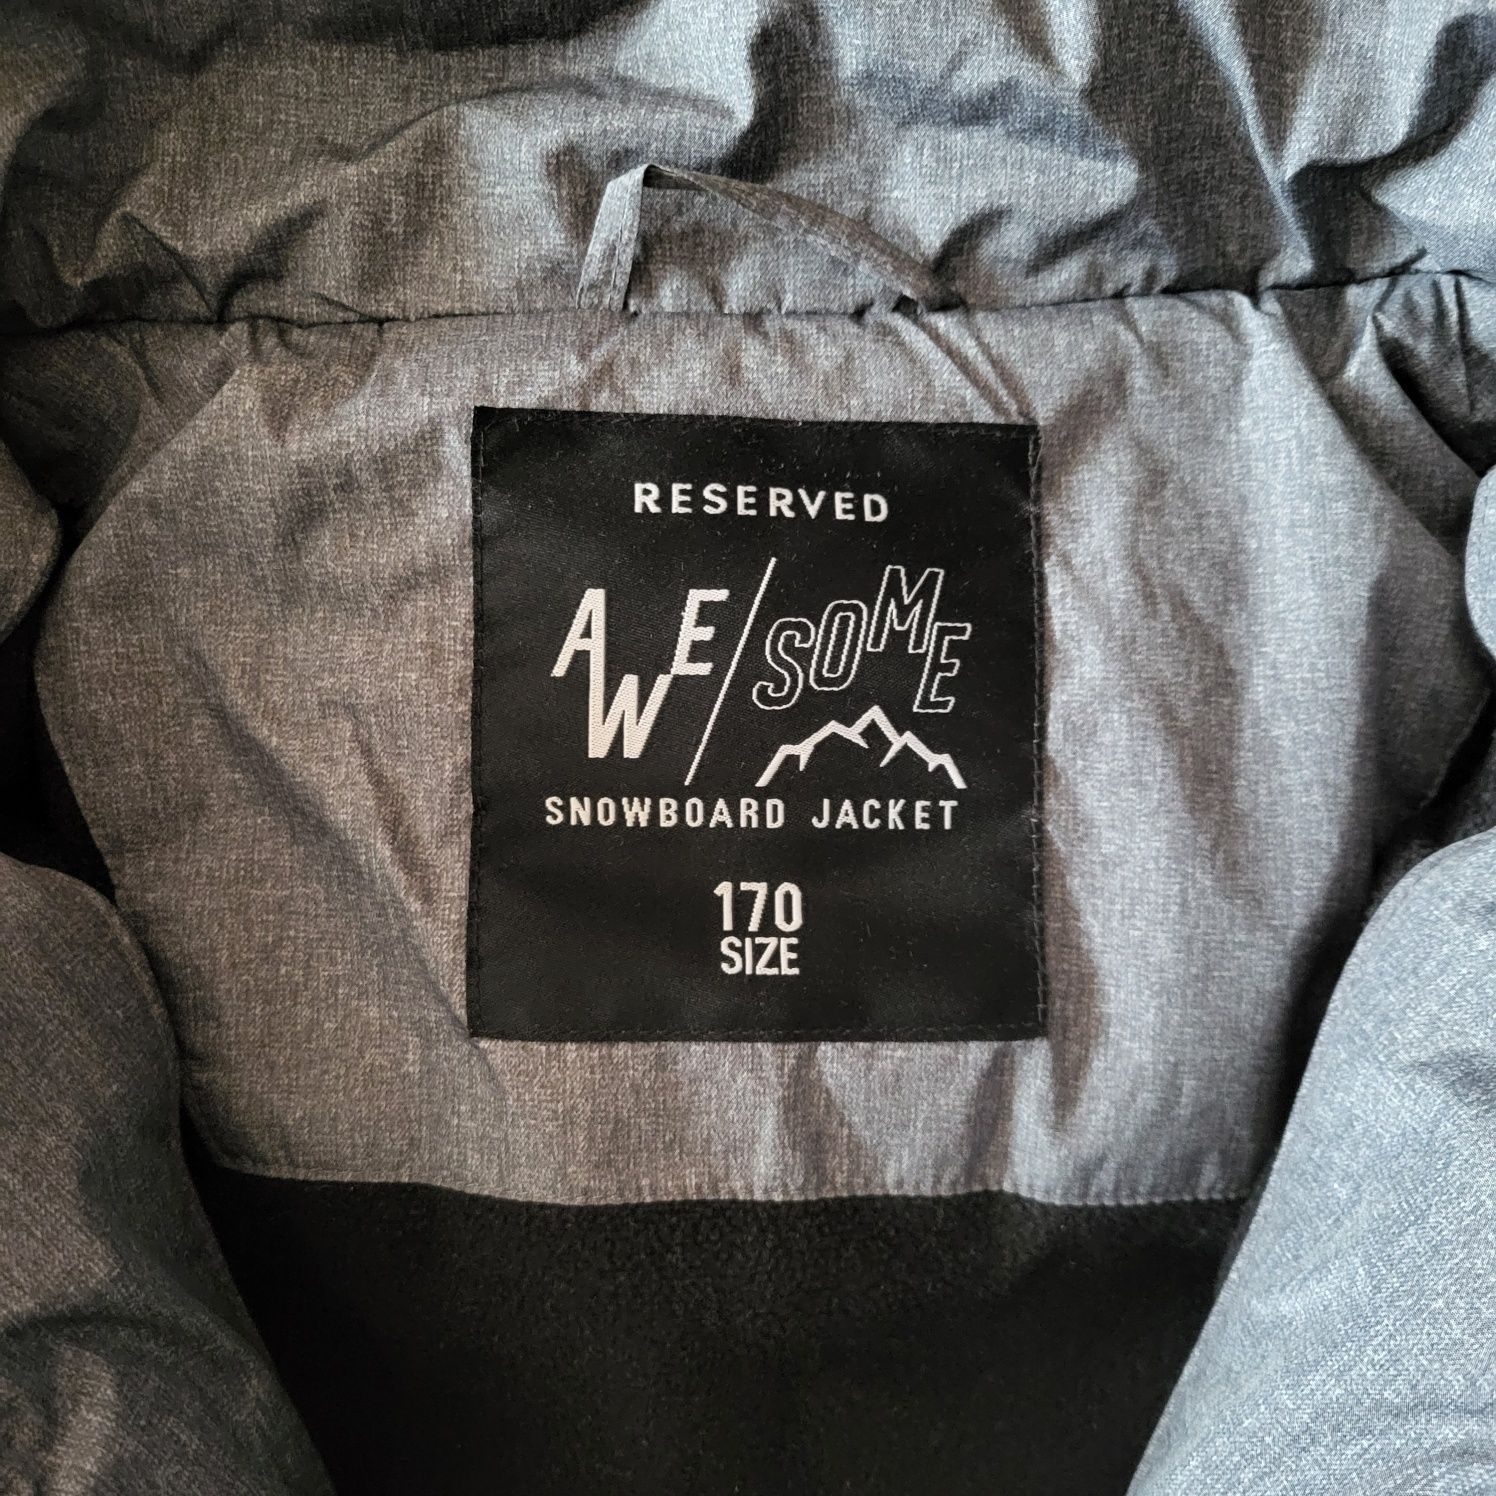 RESERVED
AWE/SOME
SNOWBOARD JACKET
170
SIZE